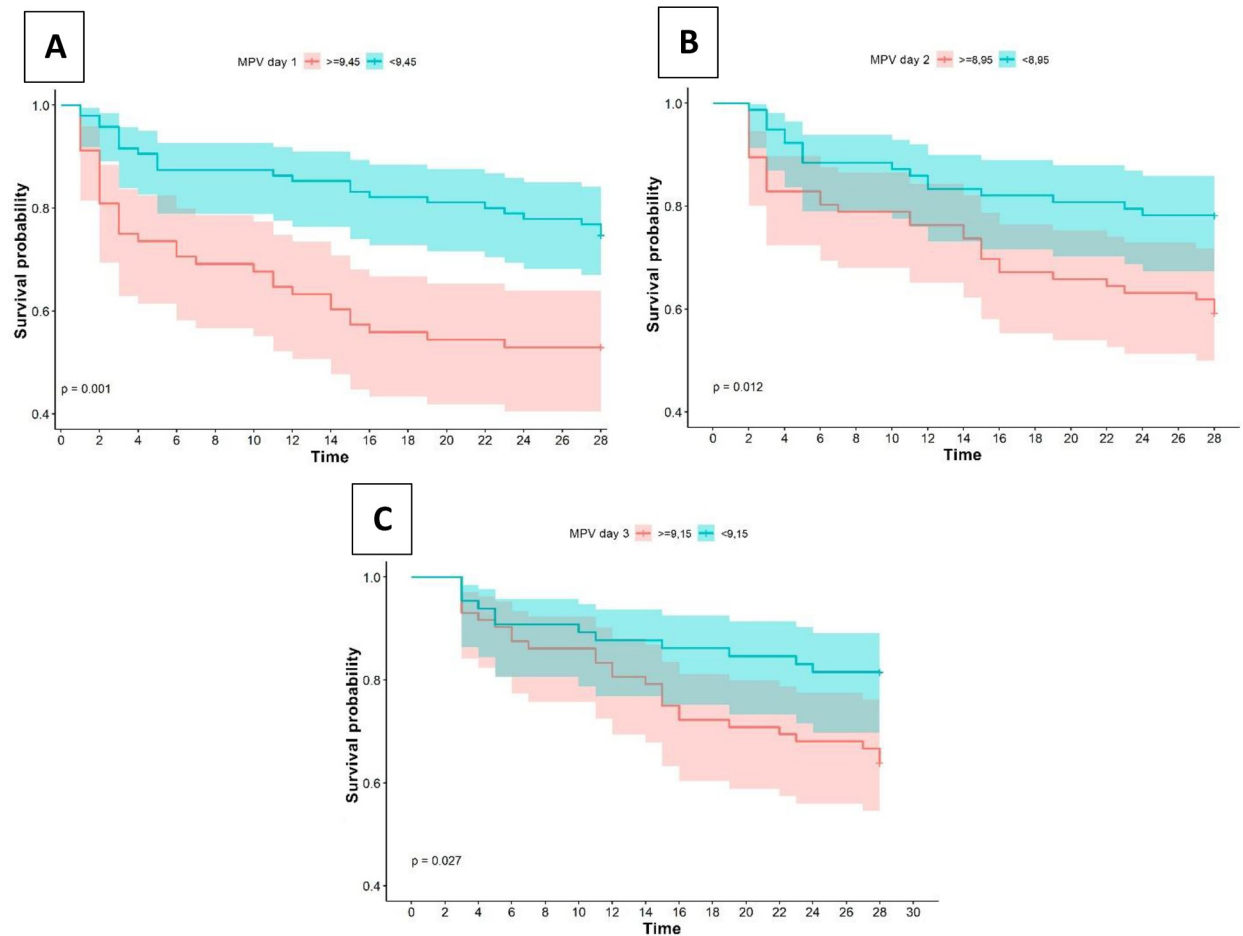 A
MPV day 1 >=9,45 <9,45
Survival probability
1.0
0.8
0.6
0.4
p = 0.001
0 2 4 6 8 10 12 14 16 18 20 22 24 26 28
Time
B
MPV day 2 >=8,95 <8,95
Survival probability
1.0
0.8
0.6
0.4
p = 0.012
0 2 4 6 8 10 12 14 16 18 20 22 24 26 28
Time
C
MPV day 3 >=9,15 <9,15
Survival probability
1.0
0.8
0.6
0.4
p = 0.027
0 2 4 6 8 10 12 14 16 18 20 22 24 26 28 30
Time